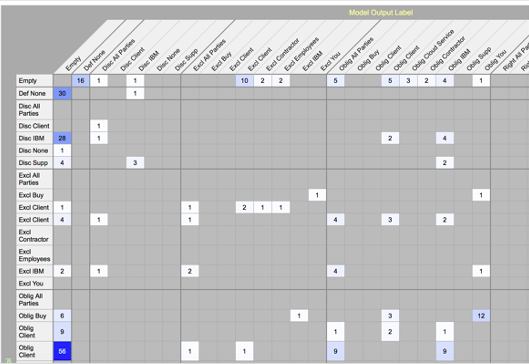 Model Output Label
Empty
Def None
Disc All Parties
Disc Client
Disc IBM
Disc None
Disc Supp
Excl All Parties
Excl Buy
Excl Client
Excl Client
Excl Contractor
Excl Employees
Excl IBM
Excl You
Oblig All Parties
Oblig Buy
Oblig Client
Oblig Client
Oblig Cloud Service
Oblig Contractor
Oblig IBM
Oblig Supp
Oblig You
Right All Parties
Empty 16 1 1 10 2 2 5 5 3 2 4 1
Def None 30 1
Disc All
Parties
Disc Client 1
Disc IBM 28 1 2 4
Disc None 1
Disc Supp 4 3 2
Excl All
Parties
Excl Buy 1 1
Excl Client 1 1 2 1 1
Excl Client 4 1 1 4 3 2
Excl
Contractor
Excl
Employees
Excl IBM 2 1 2 4 1
Excl You
Oblig All
Parties
Oblig Buy 6 1 3 12
Oblig
Client 9 1 2 1
Oblig
Client 56 1 1 9 9